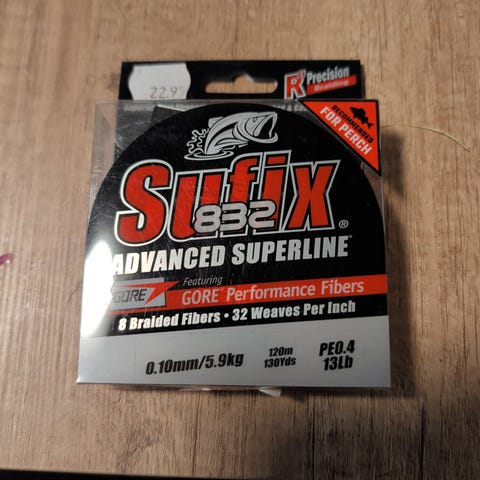 22.9
R8 Precision
Braiding
RECOMMENDED
FOR PERCH
Sufix
832
®
ADVANCED SUPERLINE
GORE
Featuring
GORE® Performance Fibers
8 Braided Fibers • 32 Weaves Per Inch
0.10mm/5.9kg
120m
130Yds
PE0.4
13Lb